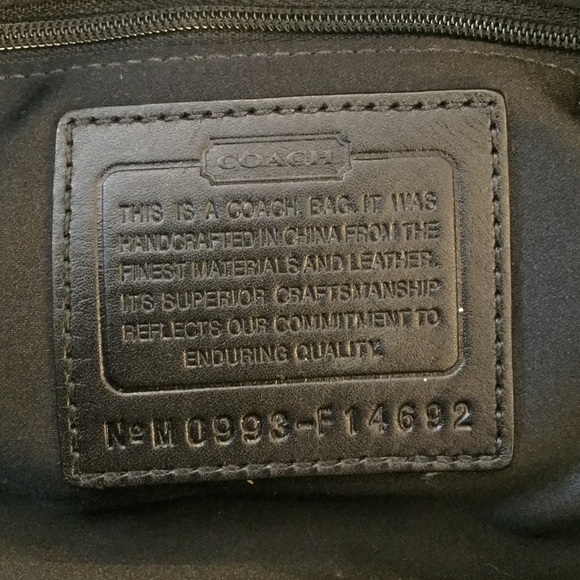 COACH
THIS IS A COACH BAG. IT WAS
HANDCRAFTED IN CHINA FROM THE
FINEST MATERIALS AND LEATHER.
ITS SUPERIOR CRAFTSMANSHIP
REFLECTS OUR COMMITMENT TO
ENDURING QUALITY.
Nº M0993-F14692